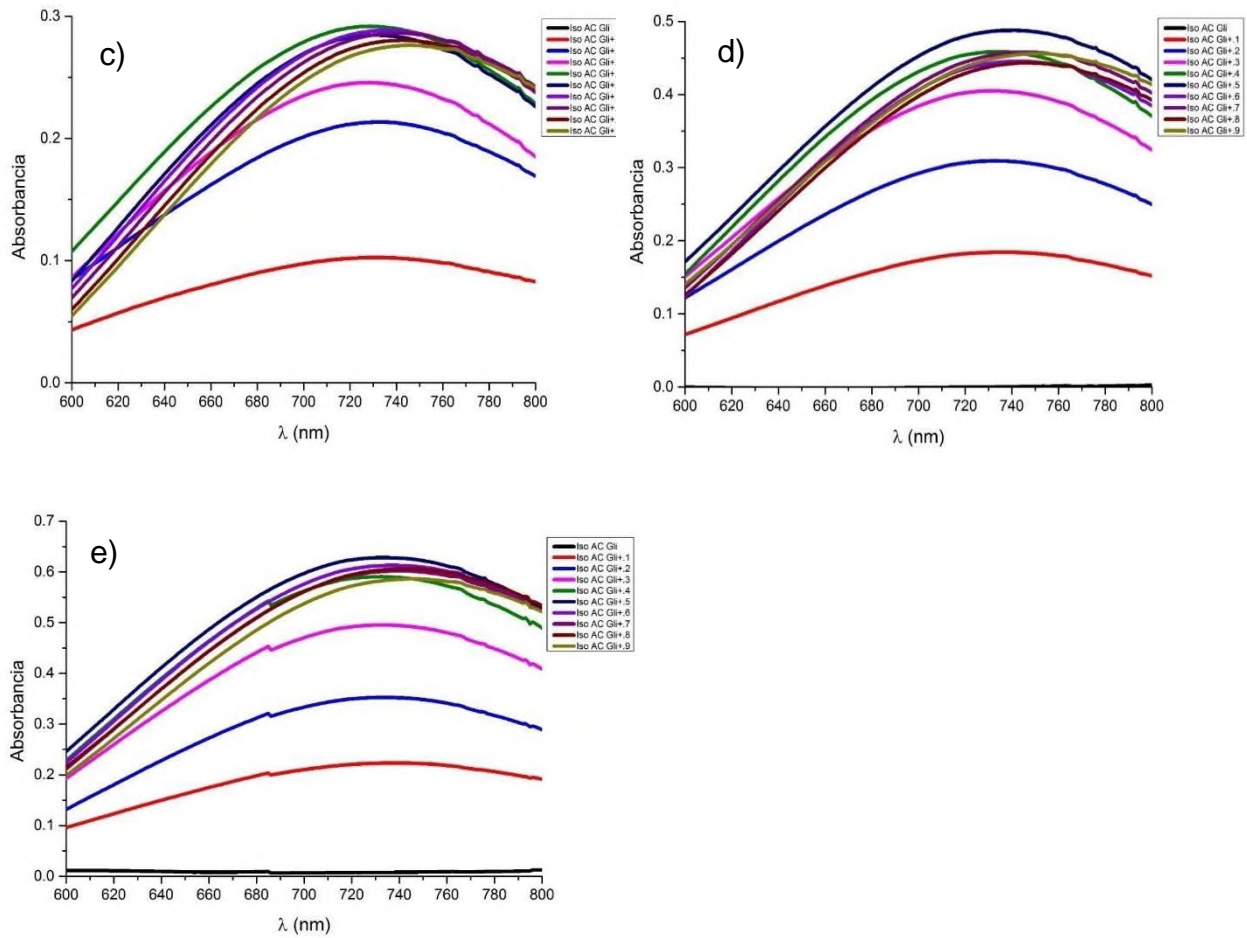 c)
Absorbancia
0.3
0.2
0.1
0.0
600 620 640 660 680 700 720 740 760 780 800
λ (nm)
Iso AC Gli
Iso AC Gli+
Iso AC Gli+
Iso AC Gli+
Iso AC Gli+
Iso AC Gli+
Iso AC Gli+
Iso AC Gli+
Iso AC Gli+
Iso AC Gli+
d)
Absorbancia
0.5
0.4
0.3
0.2
0.1
0.0
600 620 640 660 680 700 720 740 760 780 800
λ (nm)
Iso AC Gli
Iso AC Gli+.1
Iso AC Gli+.2
Iso AC Gli+.3
Iso AC Gli+.4
Iso AC Gli+.5
Iso AC Gli+.6
Iso AC Gli+.7
Iso AC Gli+.8
Iso AC Gli+.9
e)
Absorbancia
0.7
0.6
0.5
0.4
0.3
0.2
0.1
0.0
600 620 640 660 680 700 720 740 760 780 800
λ (nm)
Iso AC Gli
Iso AC Gli+.1
Iso AC Gli+.2
Iso AC Gli+.3
Iso AC Gli+.4
Iso AC Gli+.5
Iso AC Gli+.6
Iso AC Gli+.7
Iso AC Gli+.8
Iso AC Gli+.9